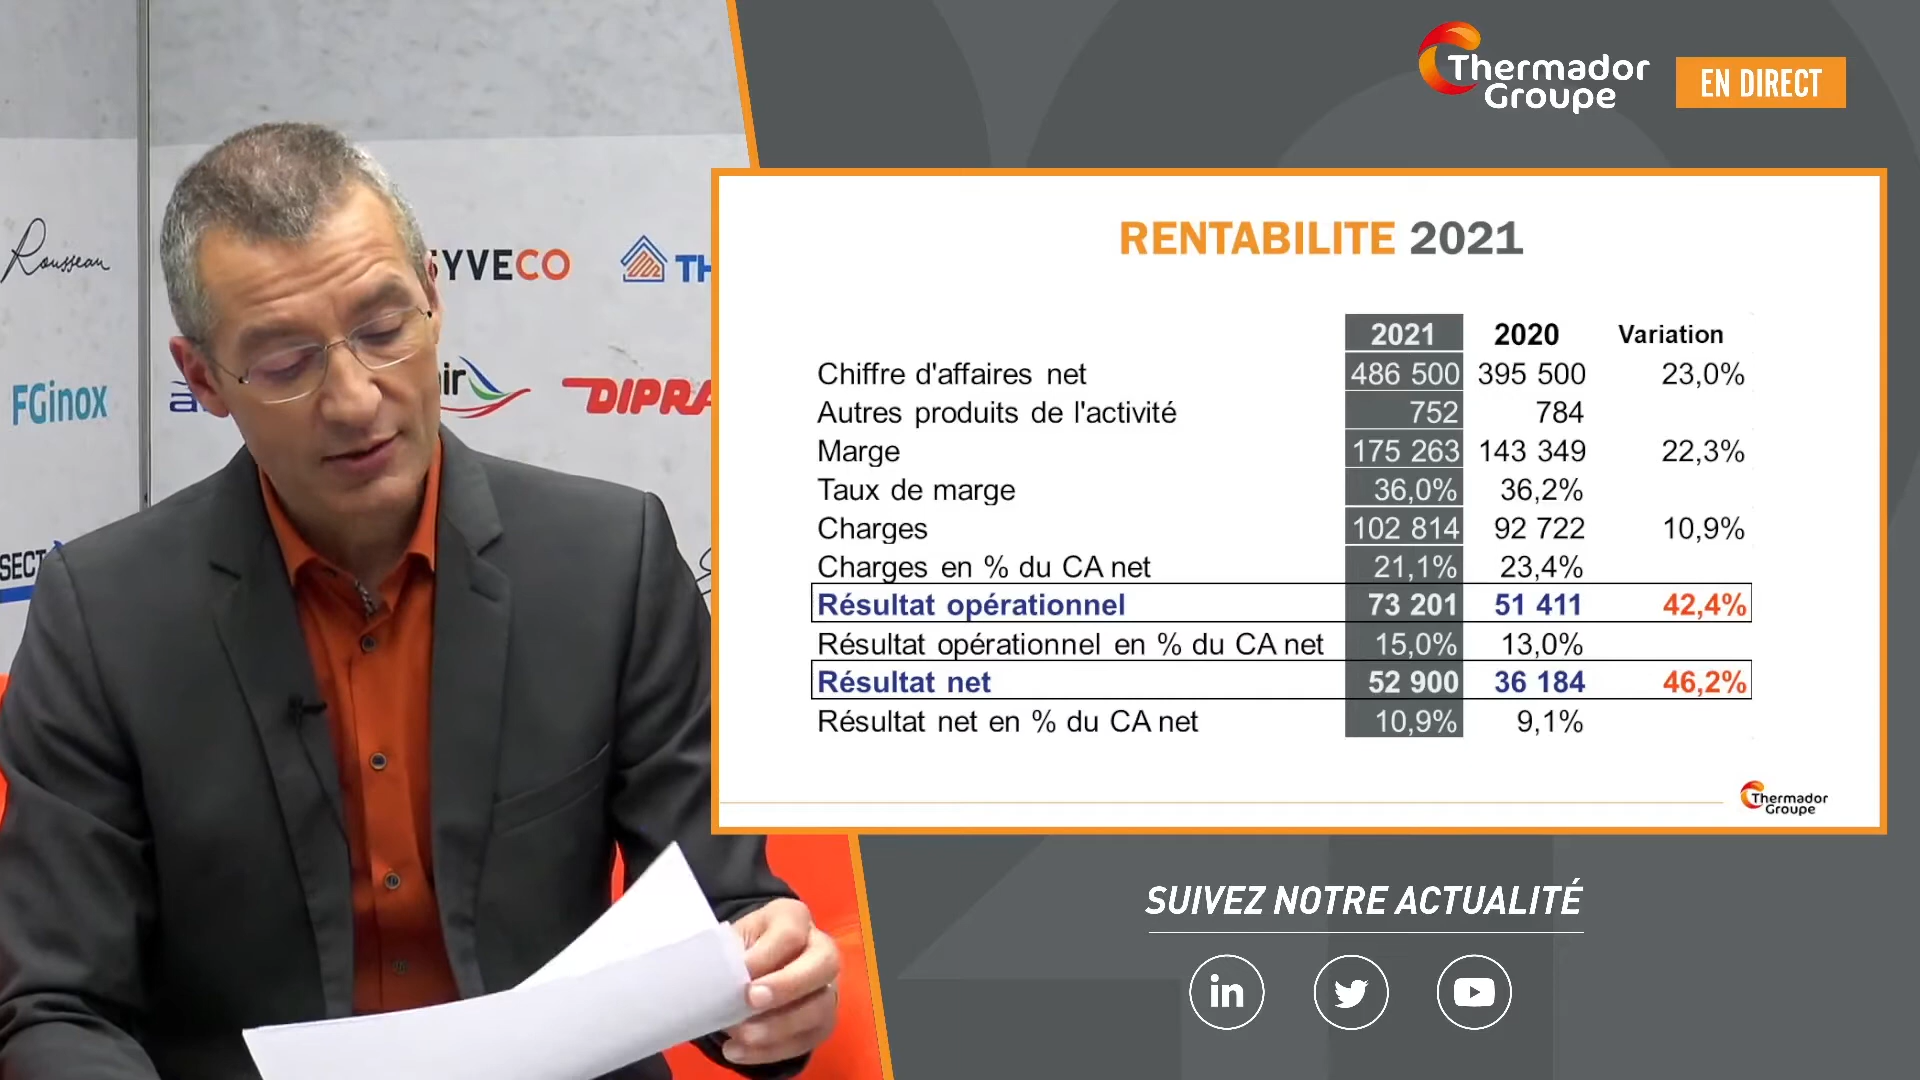 Rousseau
SYVECO
TH
FGinox
air
DIPRA
SECT
Thermador
Groupe
EN DIRECT
RENTABILITE 2021
2021 2020 Variation
Chiffre d'affaires net 486 500 395 500 23,0%
Autres produits de l'activité 752 784
Marge 175 263 143 349 22,3%
Taux de marge 36,0% 36,2%
Charges 102 814 92 722 10,9%
Charges en % du CA net 21,1% 23,4%
Résultat opérationnel 73 201 51 411 42,4%
Résultat opérationnel en % du CA net 15,0% 13,0%
Résultat net 52 900 36 184 46,2%
Résultat net en % du CA net 10,9% 9,1%
Thermador
Groupe
SUIVEZ NOTRE ACTUALITÉ
in